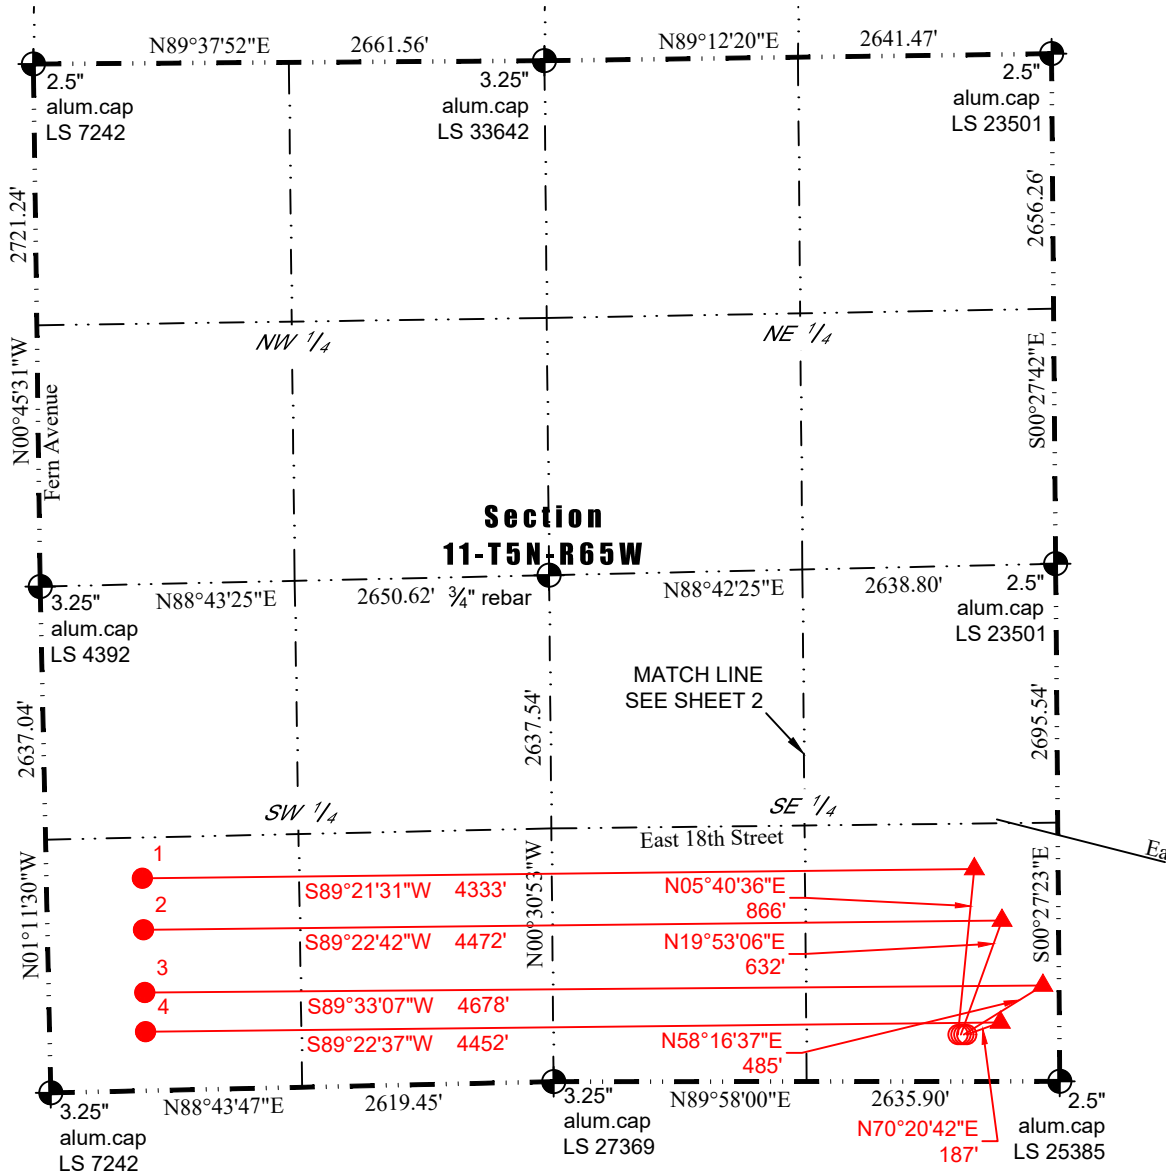 N89°37'52"E 2661.56' N89°12'20"E 2641.47'
2.5"
alum.cap
LS 7242
3.25"
alum.cap
LS 33642
2.5"
alum.cap
LS 23501
2721.24'
2656.26'
NW 1/4
NE 1/4
N00°45'31"W
Fern Avenue
S00°27'42"E
Section
11-T5N-R65W
3.25"
alum.cap
LS 4392
N88°43'25"E 2650.62' 3/4" rebar N88°42'25"E 2638.80'
2.5"
alum.cap
LS 23501
MATCH LINE
SEE SHEET 2
2637.04'
2637.54'
2695.54'
SW 1/4
SE 1/4
East 18th Street
Ea
N01°11'30"W
N00°30'53"W
S00°27'23"E
1
S89°21'31"W 4333'
N05°40'36"E
866'
2
S89°22'42"W 4472'
N19°53'06"E
632'
3
S89°33'07"W 4678'
N58°16'37"E
485'
4
S89°22'37"W 4452'
N70°20'42"E
187'
3.25"
alum.cap
LS 7242
N88°43'47"E 2619.45'
3.25"
alum.cap
LS 27369
N89°58'00"E 2635.90'
2.5"
alum.cap
LS 25385